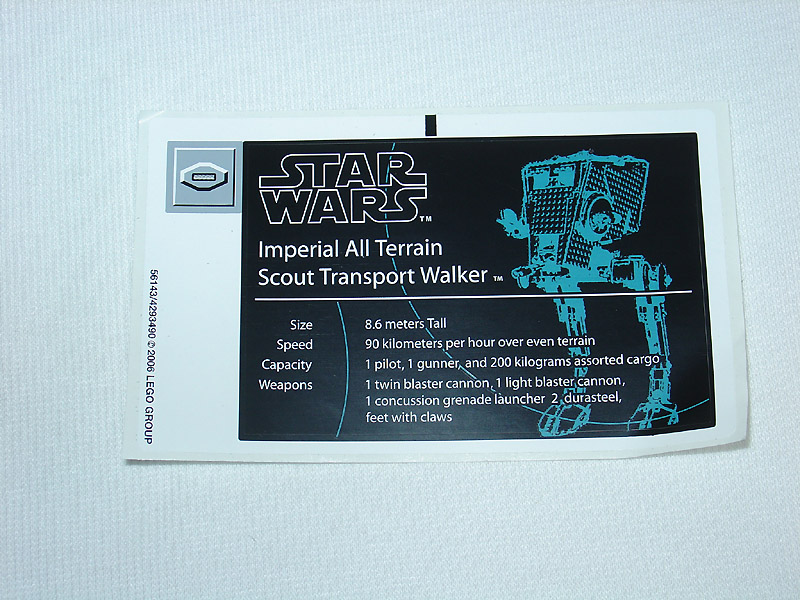 STAR
WARS™
Imperial All Terrain
Scout Transport Walker™
Size 8.6 meters Tall
Speed 90 kilometers per hour over even terrain
Capacity 1 pilot, 1 gunner, and 200 kilograms assorted cargo
Weapons 1 twin blaster cannon, 1 light blaster cannon,
1 concussion grenade launcher 2 durasteel,
feet with claws
56143/4293490 © 2006 LEGO GROUP